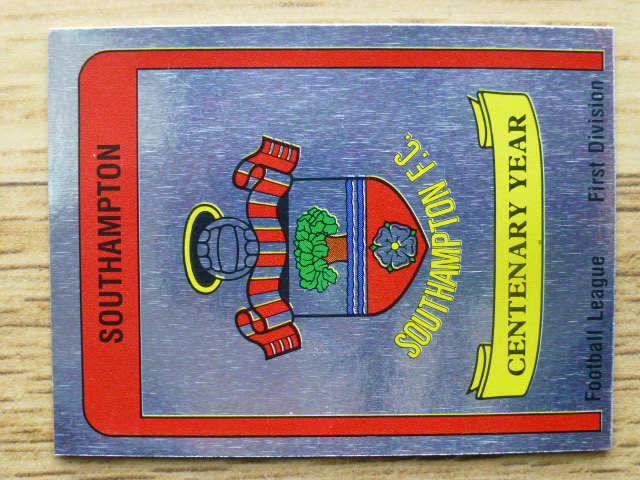 SOUTHAMPTON
SOUTHAMPTON F.C.
CENTENARY YEAR
Football League First Division